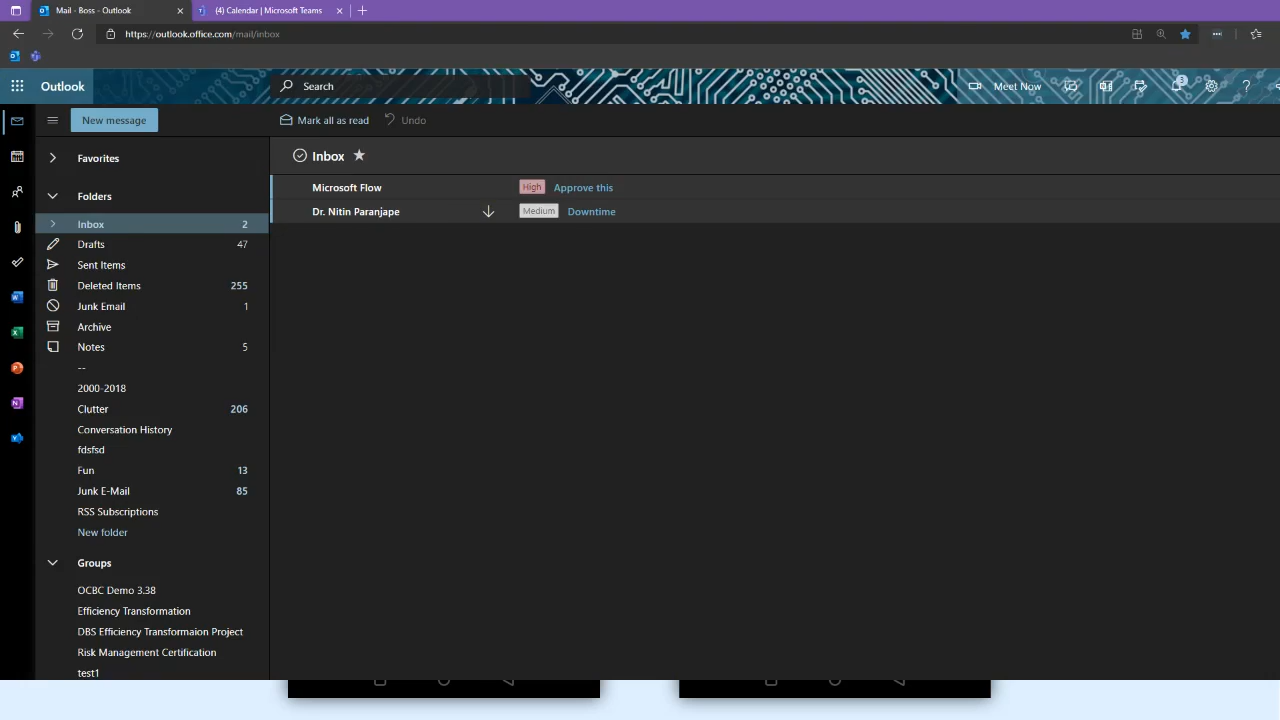 Mail - Boss - Outlook
(4) Calendar | Microsoft Teams
https://outlook.office.com/mail/inbox
Outlook
Search
Meet Now
3
New message
Mark all as read
Undo
Favorites
Inbox
Folders
Microsoft Flow High Approve this
Dr. Nitin Paranjape Medium Downtime
Inbox 2
Drafts 47
Sent Items
Deleted Items 255
Junk Email 1
Archive
Notes 5
--
2000-2018
Clutter 206
Conversation History
fdsfsd
Fun 13
Junk E-Mail 85
RSS Subscriptions
New folder
Groups
OCBC Demo 3.38
Efficiency Transformation
DBS Efficiency Transformaion Project
Risk Management Certification
test1